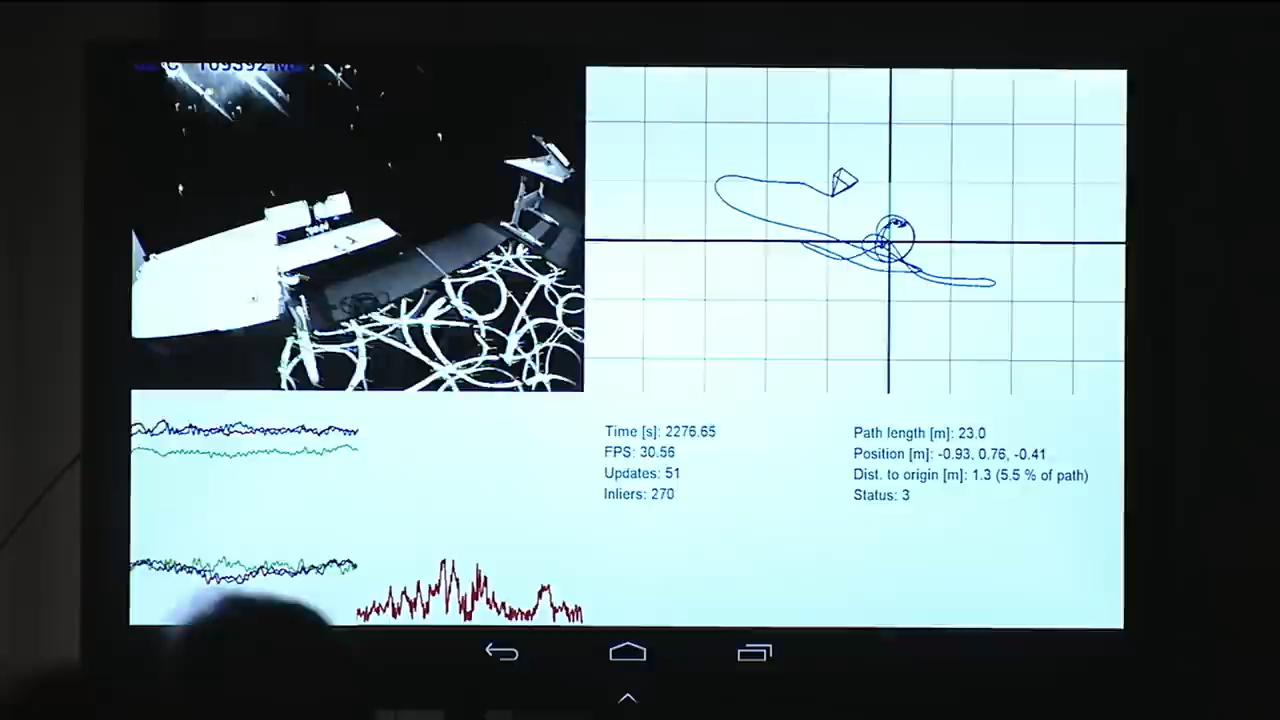 Time [s]: 2276.65
FPS: 30.56
Updates: 51
Inliers: 270
Path length [m]: 23.0
Position [m]: -0.93, 0.76, -0.41
Dist. to origin [m]: 1.3 (5.5 % of path)
Status: 3